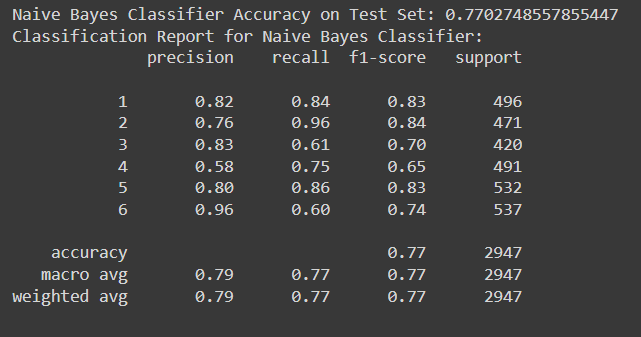 Naive Bayes Classifier Accuracy on Test Set: 0.7702748557855447
Classification Report for Naive Bayes Classifier:
              precision    recall  f1-score   support

           1       0.82      0.84      0.83       496
           2       0.76      0.96      0.84       471
           3       0.83      0.61      0.70       420
           4       0.58      0.75      0.65       491
           5       0.80      0.86      0.83       532
           6       0.96      0.60      0.74       537

    accuracy                           0.77      2947
   macro avg       0.79      0.77      0.77      2947
weighted avg       0.79      0.77      0.77      2947